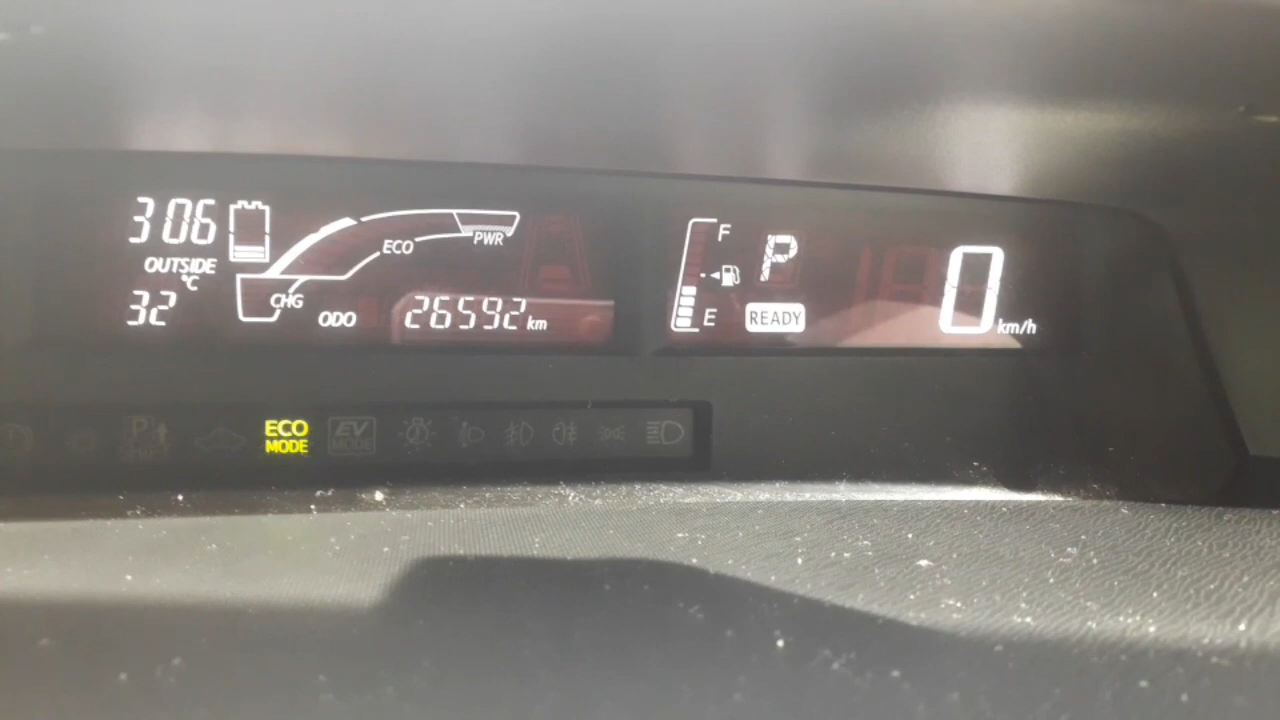 306
OUTSIDE
°C
32
ECO
PWR
CHG
ODO 26592 km
F
E
P
READY
0 km/h
ECO
MODE
EV
MODE
P